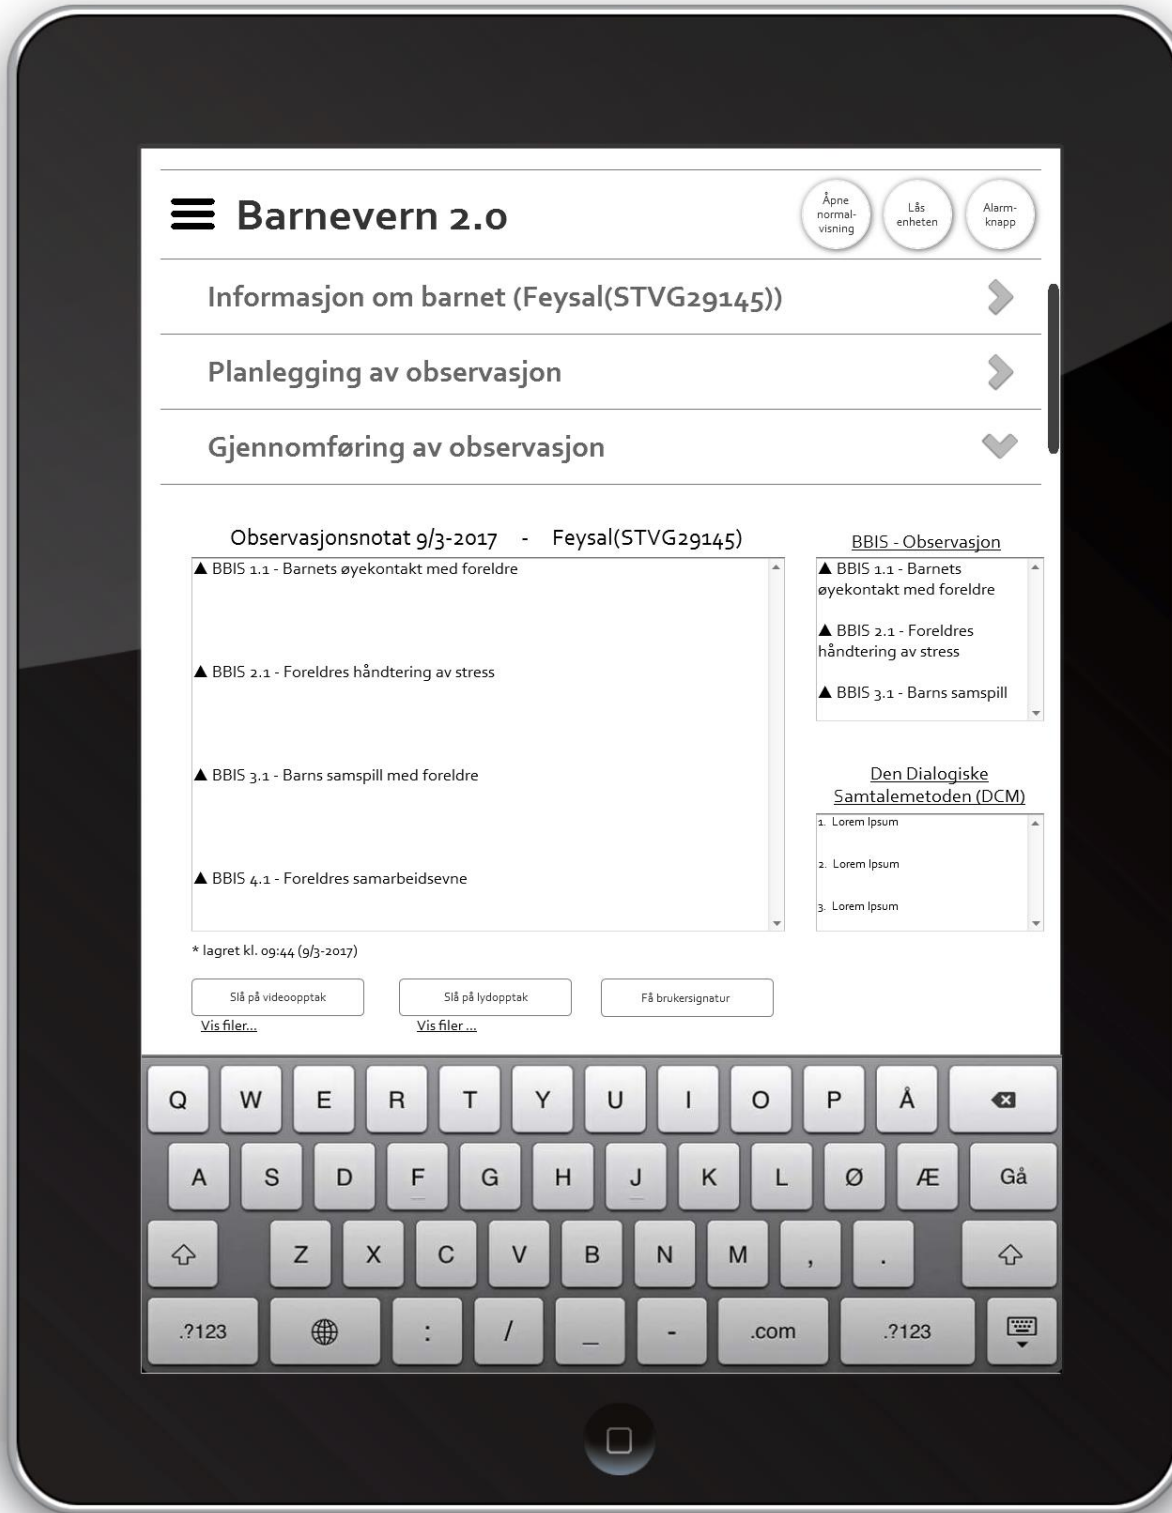 Barnevern 2.0
Åpne
normal-
visning
Lås
enheten
Alarm-
knapp
Informasjon om barnet (Feysal(STVG29145))
Planlegging av observasjon
Gjennomføring av observasjon
Observasjonsnotat 9/3-2017 - Feysal(STVG29145)
▲ BBIS 1.1 - Barnets øyekontakt med foreldre
▲ BBIS 2.1 - Foreldres håndtering av stress
▲ BBIS 3.1 - Barns samspill med foreldre
▲ BBIS 4.1 - Foreldres samarbeidsevne
BBIS - Observasjon
▲ BBIS 1.1 - Barnets
øyekontakt med foreldre
▲ BBIS 2.1 - Foreldres
håndtering av stress
▲ BBIS 3.1 - Barns samspill
Den Dialogiske
Samtalemetoden (DCM)
1. Lorem Ipsum
2. Lorem Ipsum
3. Lorem Ipsum
* lagret kl. 09:44 (9/3-2017)
Slå på videoopptak
Slå på lydopptak
Få brukersignatur
Vis filer...
Vis filer ...
Q W E R T Y U I O P Å
A S D F G H J K L Ø Æ Gå
Z X C V B N M , .
.?123 : / _ - .com .?123